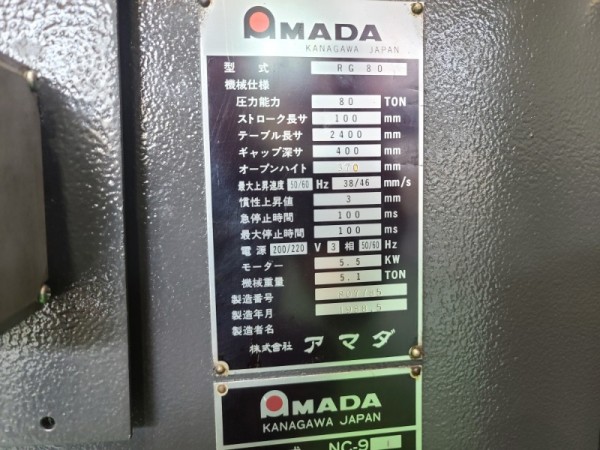 AMADA
KANAGAWA JAPAN
型式 RG 80
機械仕様
圧力能力 80 TON
ストローク長サ 100 mm
テーブル長サ 2400 mm
ギャップ深サ 400 mm
オープンハイト 370 mm
最大上昇速度 50/60 Hz 38/46 mm/s
慣性上昇値 3 mm
急停止時間 100 ms
最大停止時間 100 ms
電源 200/220 V 3 相 50/60 Hz
モーター 5.5 KW
機械重量 5.1 TON
製造番号
製造年月
製造者名
株式會社 アマダ
AMADA
KANAGAWA JAPAN
NC-9